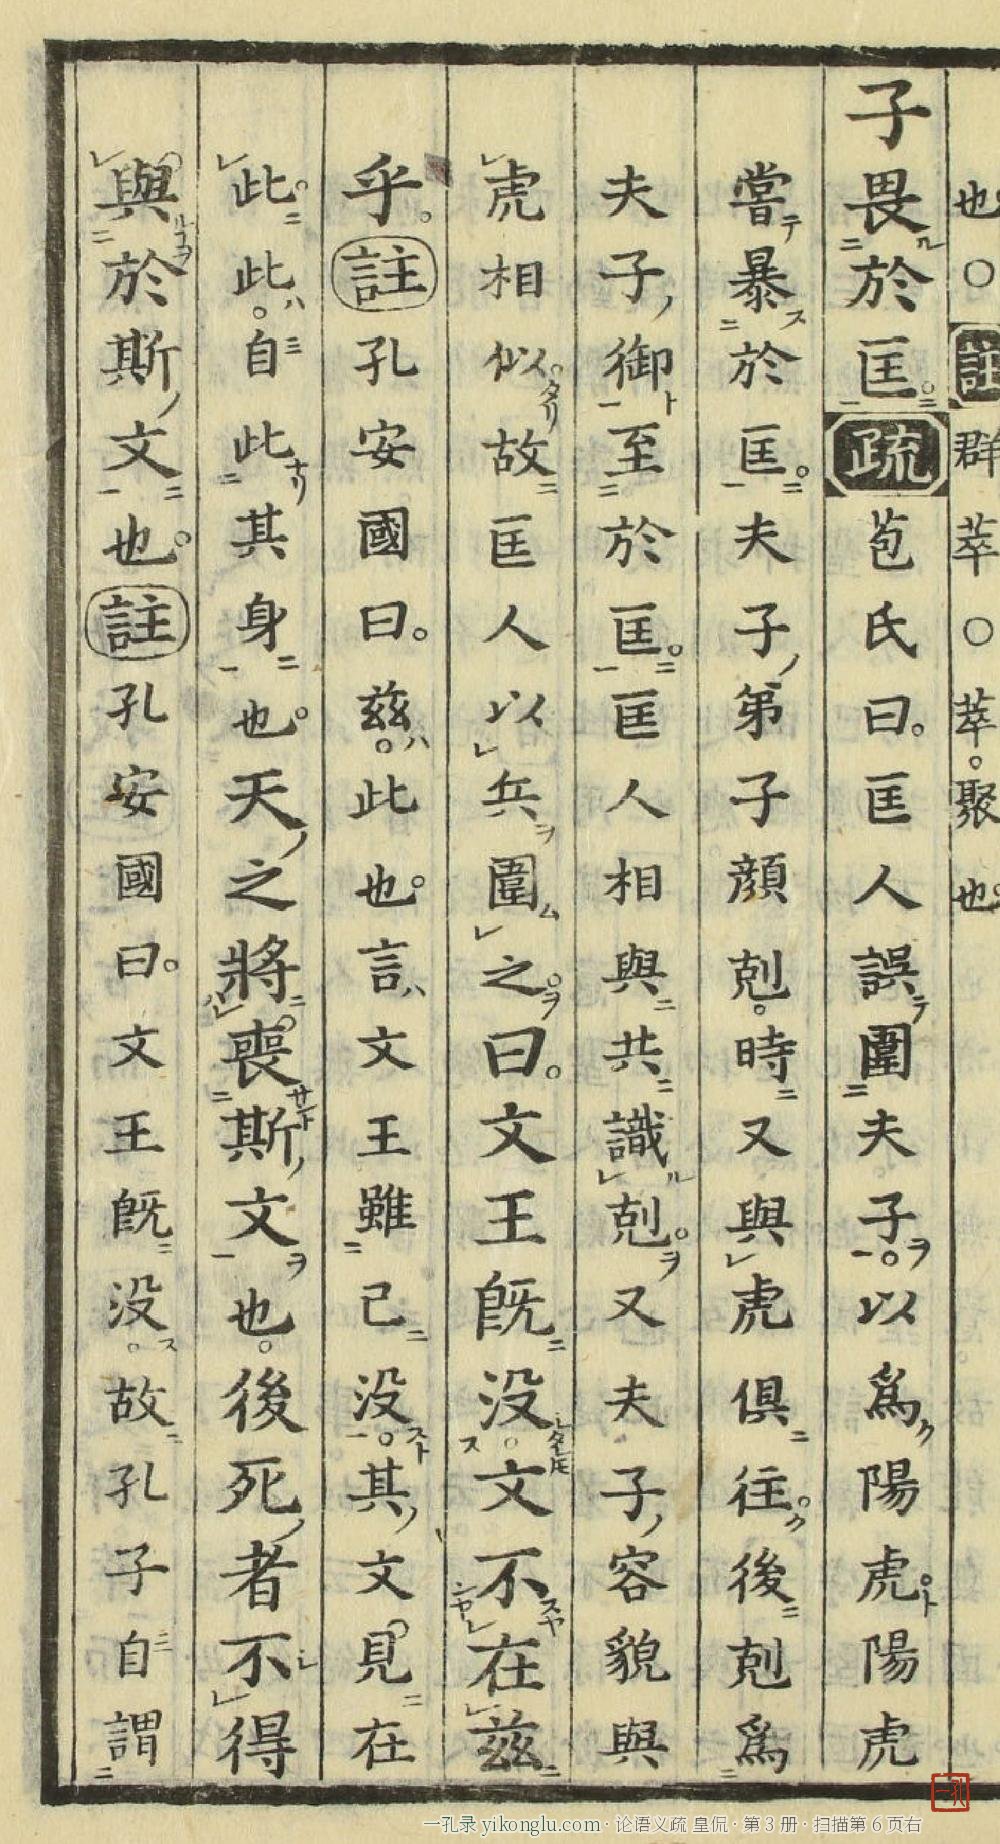 也〇註群萃〇萃。聚也。
子畏於匡。疏苞氏曰。匡人誤圍夫子。以爲陽虎。陽虎
嘗暴於匡。夫子弟子顔剋。時又與虎俱往。後剋爲
夫子御至於匡。匡人相與共識剋。又夫子容貌與
虎相似。故匡人以兵圍之。曰。文王既没。文不在茲
乎。註孔安國曰。茲。此也。言文王雖已没。其文見在
此。此。自此其身也。天之將喪斯文也。後死者不得
與於斯文也。註孔安國曰。文王既没。故孔子自謂
一孔录 yikonglu.com · 论语义疏 皇侃 · 第 3 册 · 扫描第 6 页右